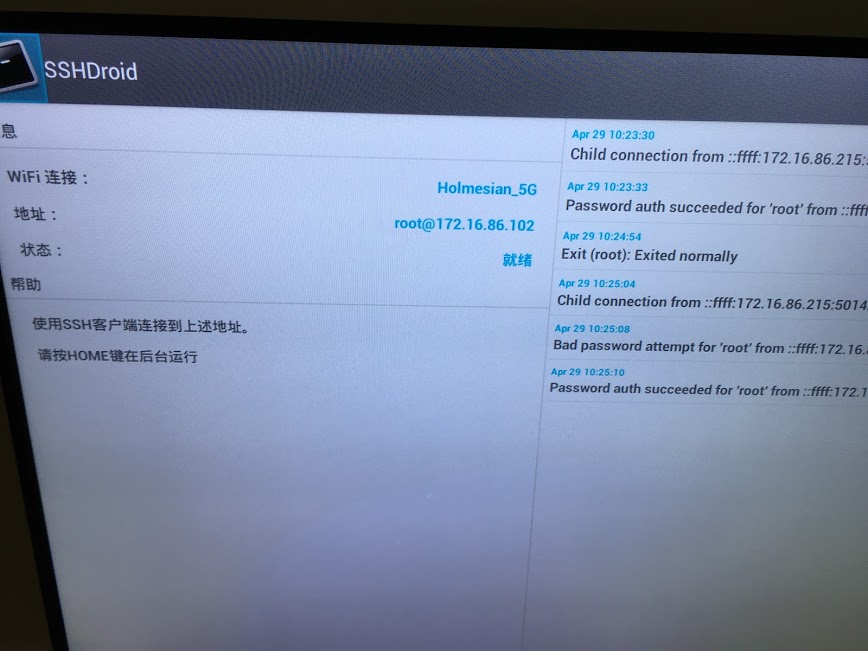 SSHDroid
息
WiFi 连接：
Holmesian_5G
地址：
root@172.16.86.102
状态：
就绪
帮助
使用SSH客户端连接到上述地址。
请按HOME键在后台运行
Apr 29 10:23:30
Child connection from ::ffff:172.16.86.215:
Apr 29 10:23:33
Password auth succeeded for 'root' from ::ffff
Apr 29 10:24:54
Exit (root): Exited normally
Apr 29 10:25:04
Child connection from ::ffff:172.16.86.215:5014
Apr 29 10:25:08
Bad password attempt for 'root' from ::ffff:172.16.
Apr 29 10:25:10
Password auth succeeded for 'root' from ::ffff:172.1